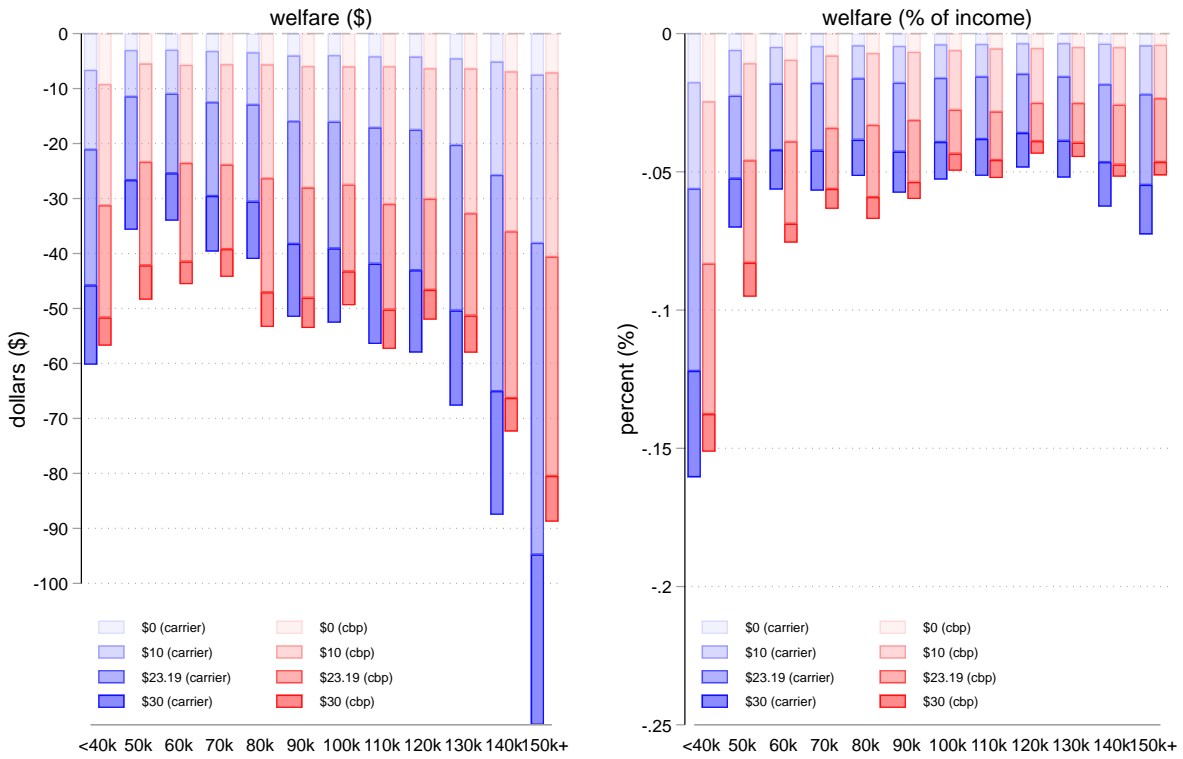 welfare ($)
dollars ($)
0
-10
-20
-30
-40
-50
-60
-70
-80
-90
-100
$0 (carrier) $0 (cbp)
$10 (carrier) $10 (cbp)
$23.19 (carrier) $23.19 (cbp)
$30 (carrier) $30 (cbp)
<40k 50k 60k 70k 80k 90k 100k 110k 120k 130k 140k 150k+
welfare (% of income)
percent (%)
0
-.05
-.1
-.15
-.2
-.25
$0 (carrier) $0 (cbp)
$10 (carrier) $10 (cbp)
$23.19 (carrier) $23.19 (cbp)
$30 (carrier) $30 (cbp)
<40k 50k 60k 70k 80k 90k 100k 110k 120k 130k 140k 150k+